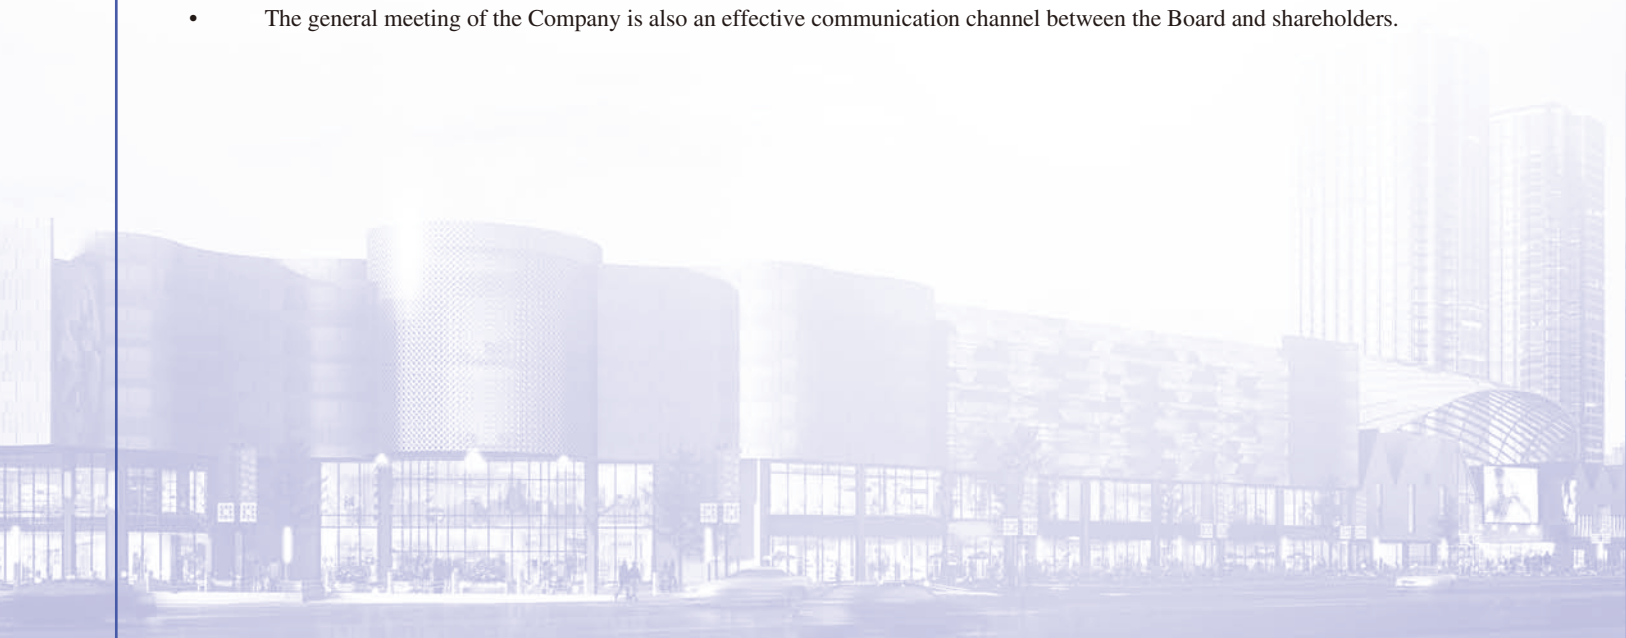 • The general meeting of the Company is also an effective communication channel between the Board and shareholders.